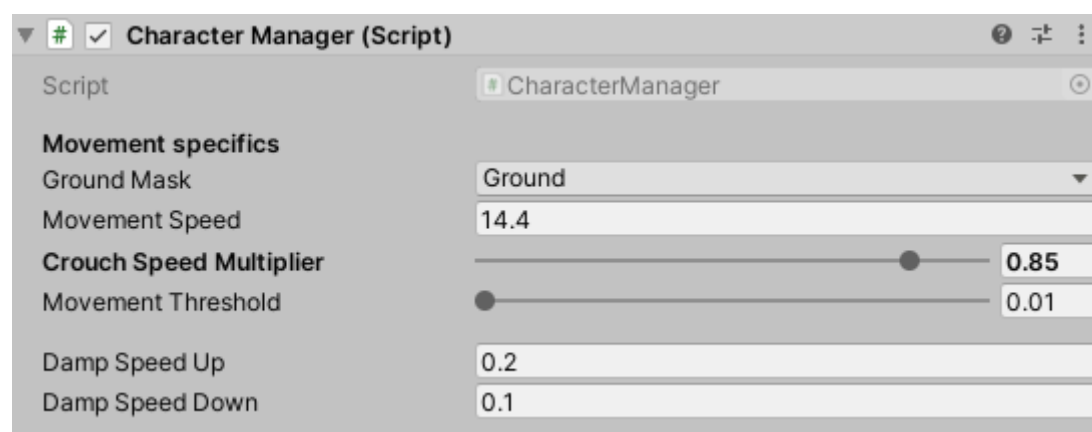 # Character Manager (Script)
Script # CharacterManager
Movement specifics
Ground Mask Ground
Movement Speed 14.4
Crouch Speed Multiplier 0.85
Movement Threshold 0.01
Damp Speed Up 0.2
Damp Speed Down 0.1